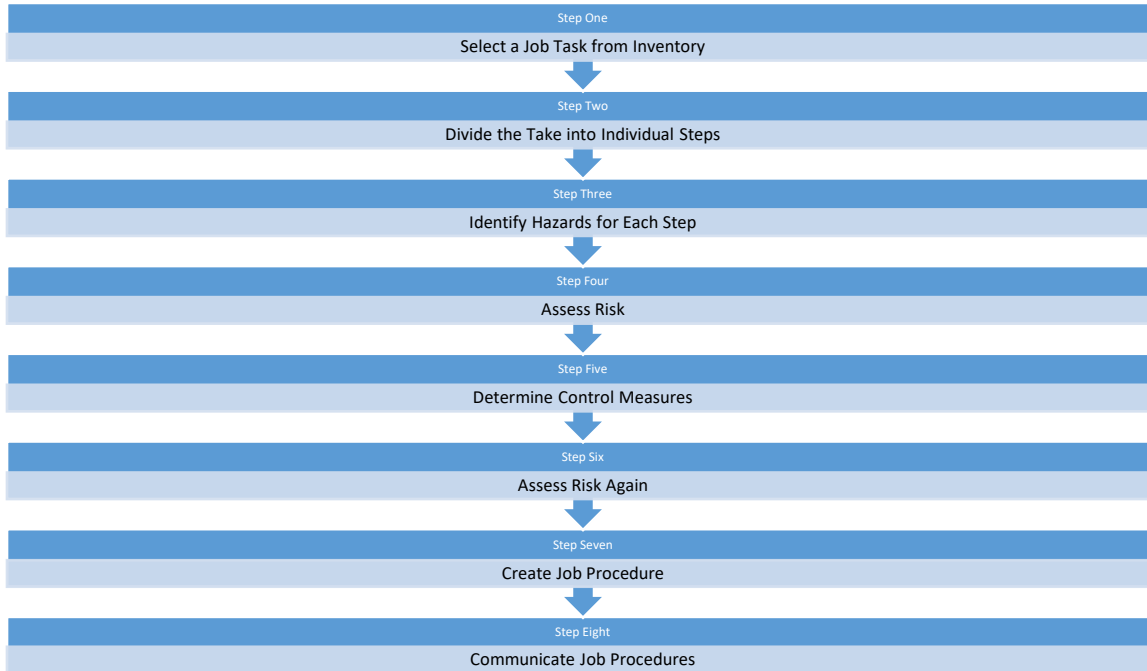 Step One
Select a Job Task from Inventory
Step Two
Divide the Take into Individual Steps
Step Three
Identify Hazards for Each Step
Step Four
Assess Risk
Step Five
Determine Control Measures
Step Six
Assess Risk Again
Step Seven
Create Job Procedure
Step Eight
Communicate Job Procedures